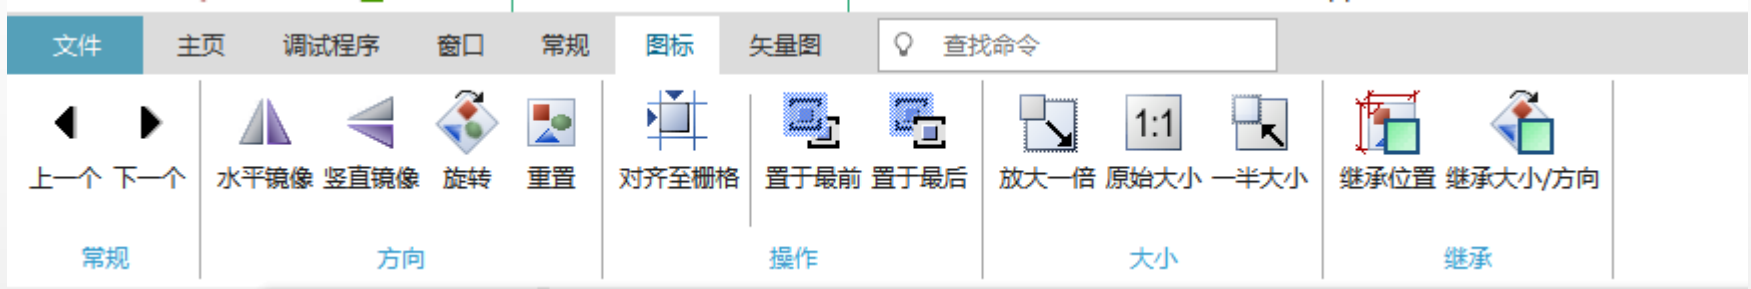 文件 主页 调试程序 窗口 常规 图标 矢量图 查找命令
1:1
上一个 下一个 水平镜像 竖直镜像 旋转 重置 对齐至栅格 置于最前 置于最后 放大一倍 原始大小 一半大小 继承位置 继承大小/方向
常规 方向 操作 大小 继承